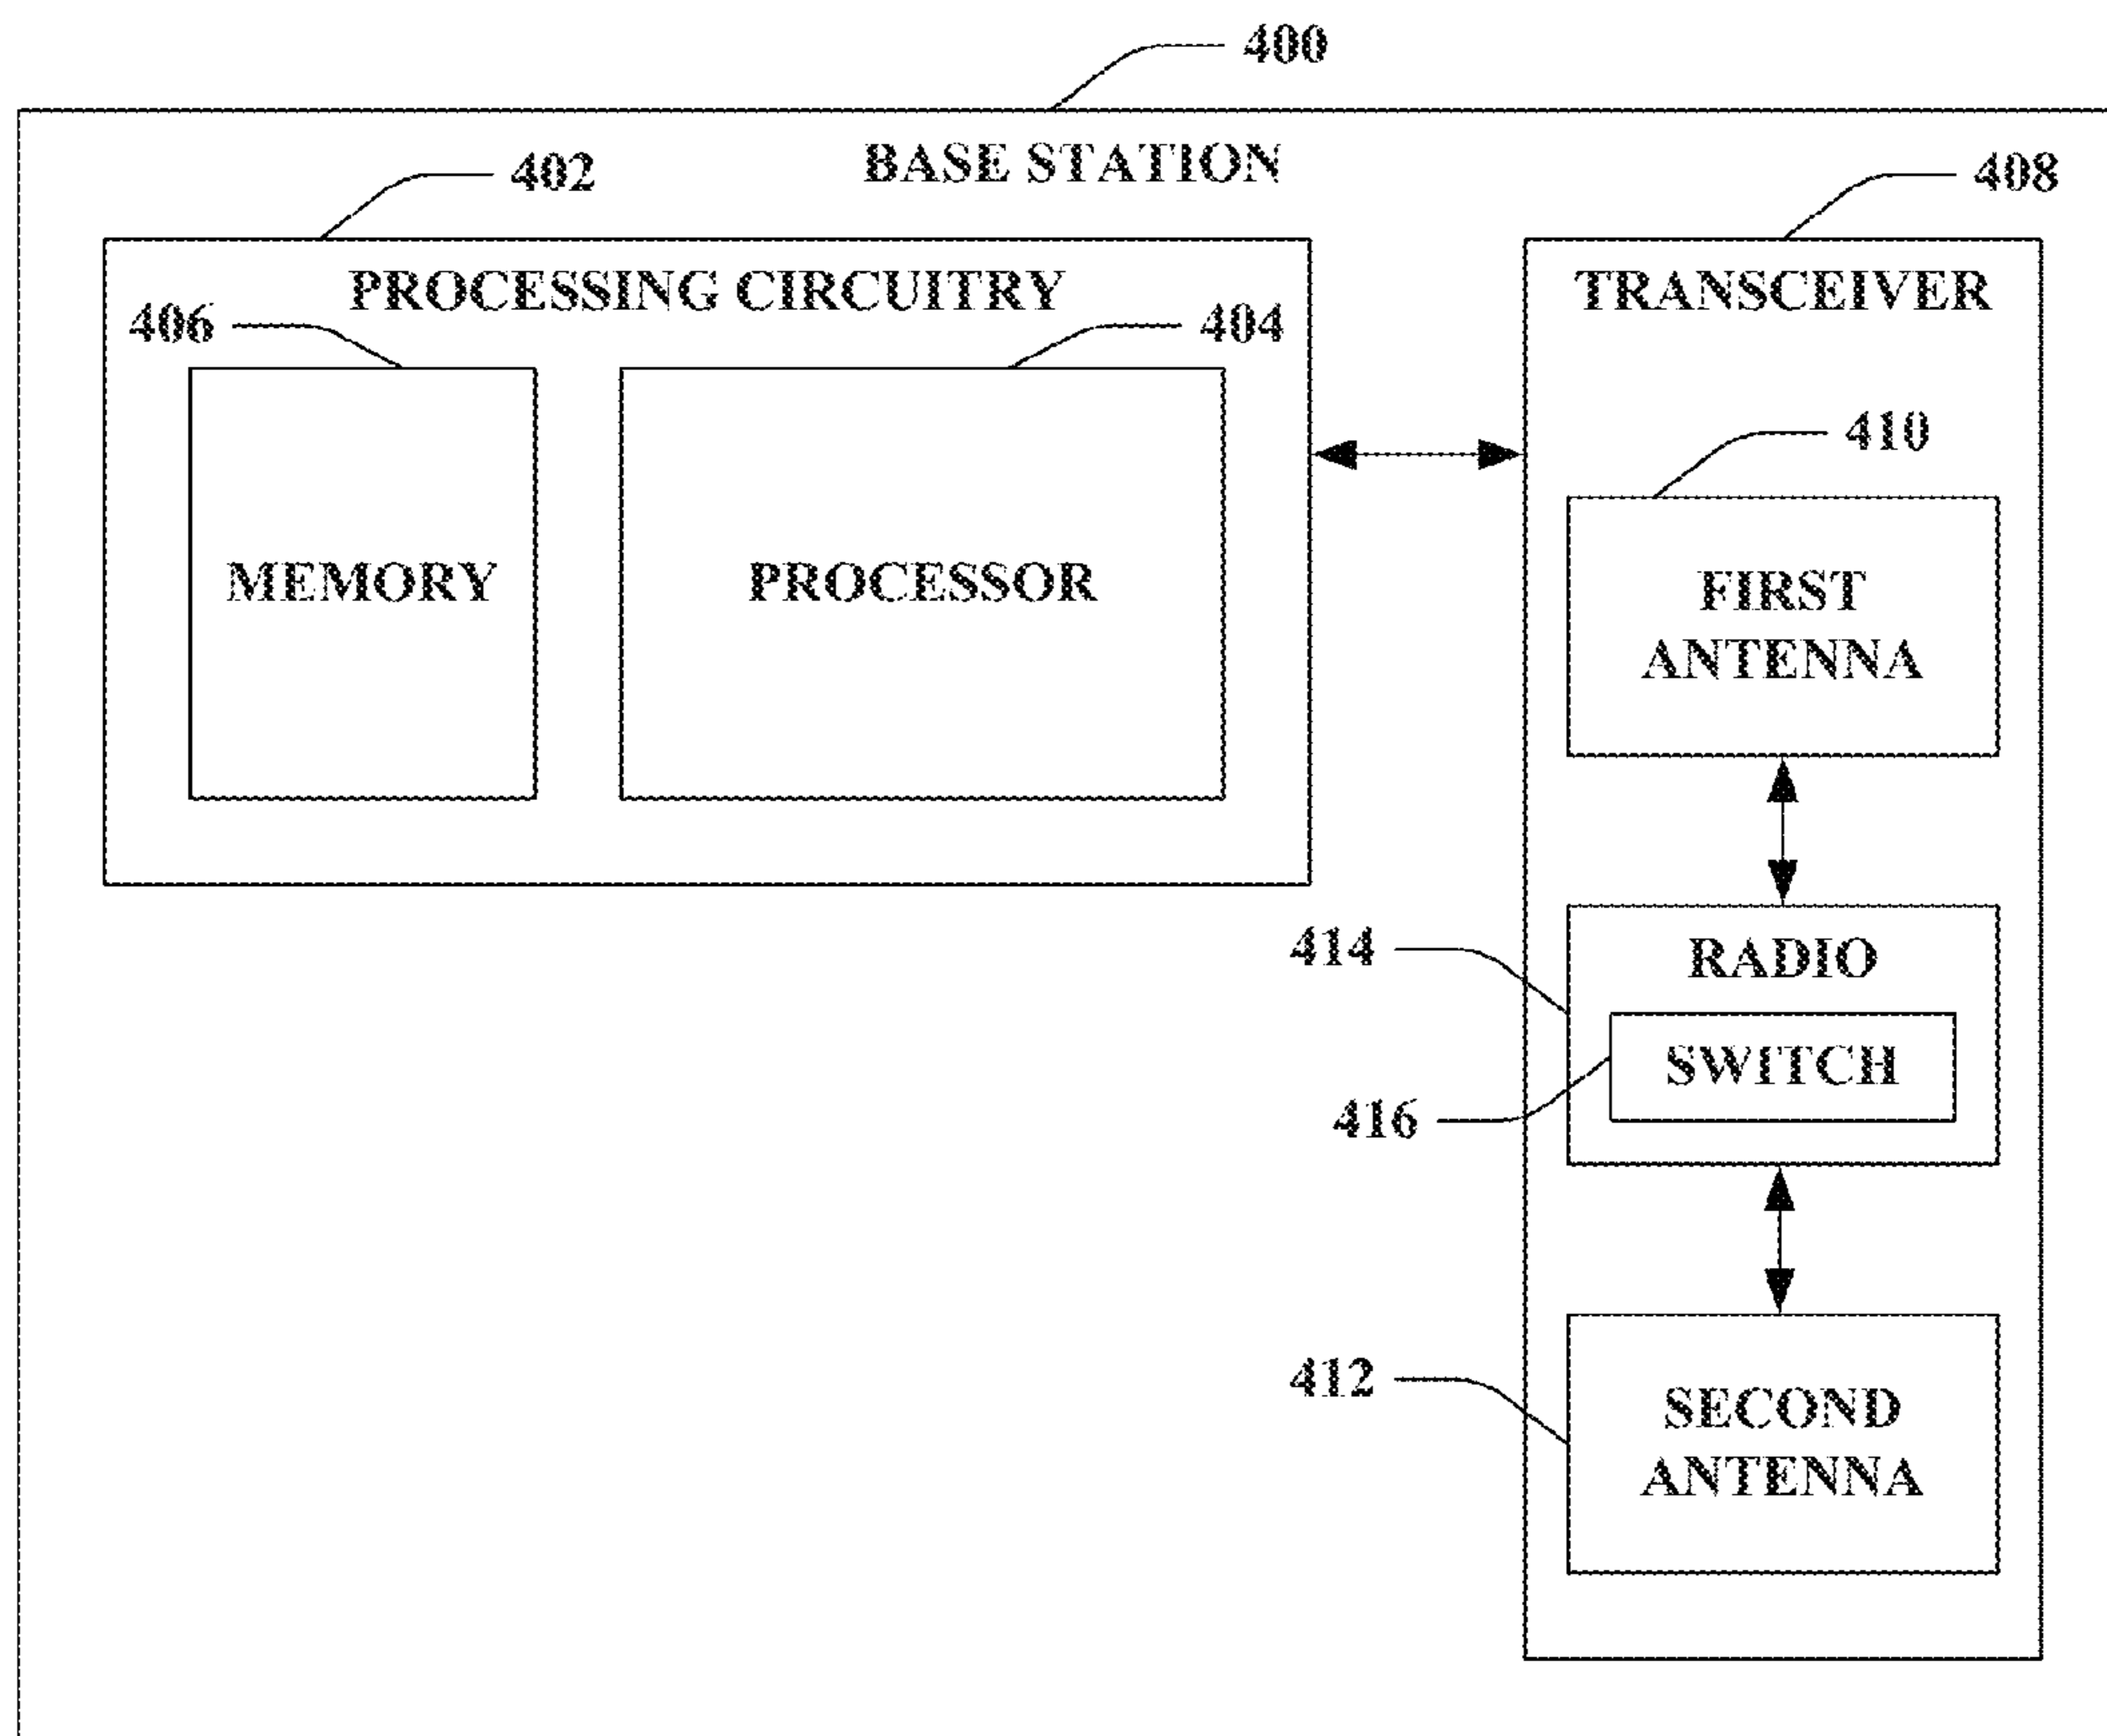 400
BASE STATION
402
408
PROCESSING CIRCUITRY
TRANSCEIVER
406
404
410
MEMORY
PROCESSOR
FIRST
ANTENNA
414
RADIO
SWITCH
416
412
SECOND
ANTENNA